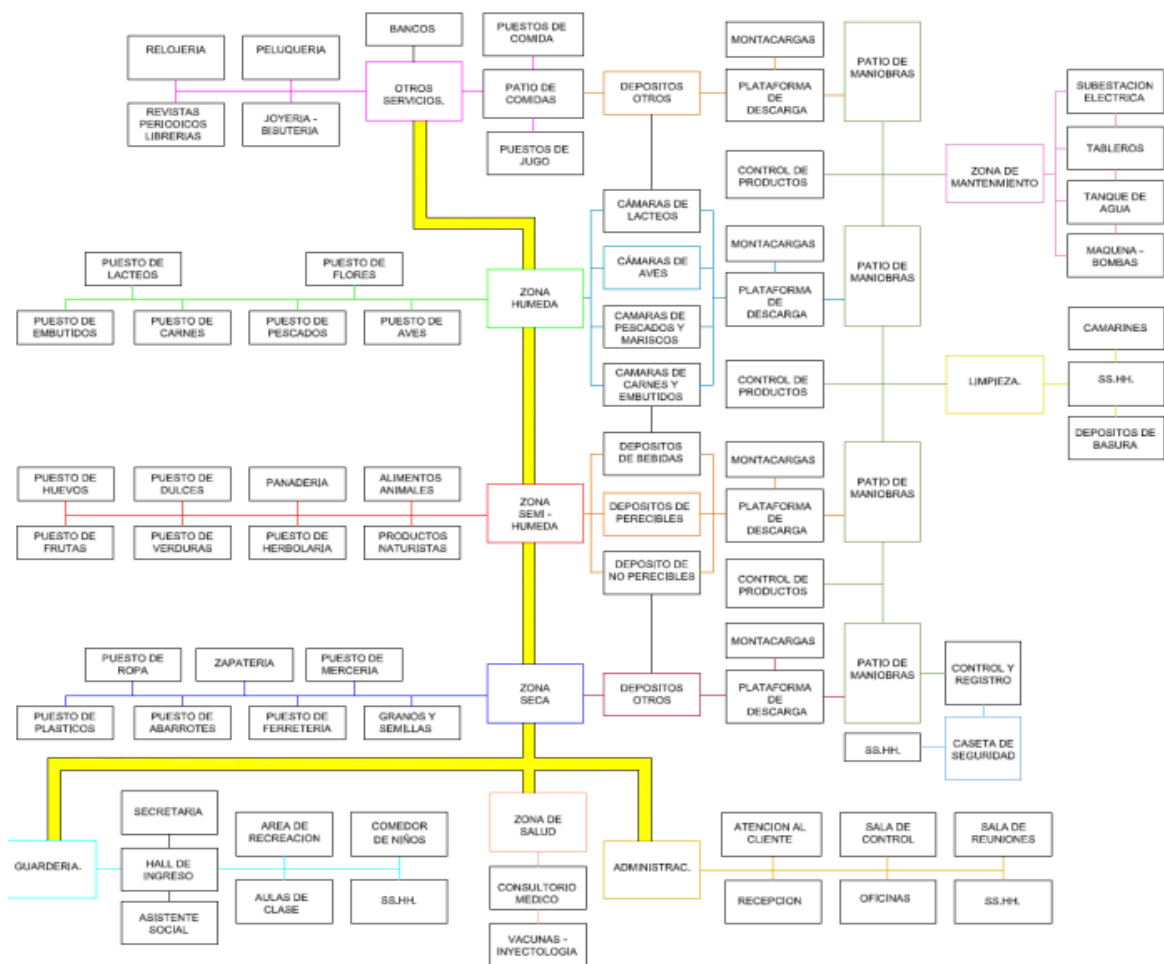 BANCOS
PUESTOS DE
COMIDA
RELOJERIA
PELUQUERIA
MONTACARGAS
PATIO DE
MANIOBRAS
OTROS
SERVICIOS.
PATIO DE
COMIDAS
DEPOSITOS
OTROS
PLATAFORMA
DE
DESCARGA
SUBESTACION
ELECTRICA
REVISTAS
PERIODICOS
LIBRERIAS
JOYERIA -
BISUTERIA
PUESTOS DE
JUGO
TABLEROS
CONTROL DE
PRODUCTOS
ZONA DE
MANTENMIENTO
CÁMARAS DE
LACTEOS
TANQUE DE
AGUA
MONTACARGAS
PATIO DE
MANIOBRAS
MAQUENA -
BOMBAS
PUESTO DE
LACTEOS
PUESTO DE
FLORES
ZONA
HUMEDA
CÁMARAS DE
AVES
PLATAFORMA
DE
DESCARGA
PUESTO DE
EMBUTIDOS
PUESTO DE
CARNES
PUESTO DE
PESCADOS
PUESTO DE
AVES
CAMARAS DE
PESCADOS Y
MARISCOS
CAMARINES
CAMARAS DE
CARNES Y
EMBUTIDOS
CONTROL DE
PRODUCTOS
LIMPIEZA.
SS.HH.
DEPOSITOS
DE BEBIDAS
MONTACARGAS
PATIO DE
MANIOBRAS
DEPOSITOS DE
BASURA
PUESTO DE
HUEVOS
PUESTO DE
DULCES
PANADERIA
ALIMENTOS
ANIMALES
ZONA
SEMI -
HUMEDA
DEPOSITOS DE
PERECIBLES
PLATAFORMA
DE
DESCARGA
PUESTO DE
FRUTAS
PUESTO DE
VERDURAS
PUESTO DE
HERBOLARIA
PRODUCTOS
NATURISTAS
DEPOSITO DE
NO PERECIBLES
CONTROL DE
PRODUCTOS
MONTACARGAS
PATIO DE
MANIOBRAS
CONTROL Y
REGISTRO
PUESTO DE
ROPA
ZAPATERIA
PUESTO DE
MERCERIA
ZONA
SECA
DEPOSITOS
OTROS
PLATAFORMA
DE
DESCARGA
PUESTO DE
PLASTICOS
PUESTO DE
ABARROTES
PUESTO DE
FERRETERIA
GRANOS Y
SEMILLAS
SS.HH.
CASETA DE
SEGURIDAD
SECRETARIA
AREA DE
RECREACION
COMEDOR
DE NIÑOS
ZONA DE
SALUD
ATENCION AL
CLIENTE
SALA DE
CONTROL
SALA DE
REUNIONES
GUARDERIA.
HALL DE
INGRESO
ADMINISTRAC.
ASISTENTE
SOCIAL
AULAS DE
CLASE
SS.HH.
CONSULTORIO
MEDICO
RECEPCION
OFICINAS
SS.HH.
VACUNAS -
INYECTOLOGIA